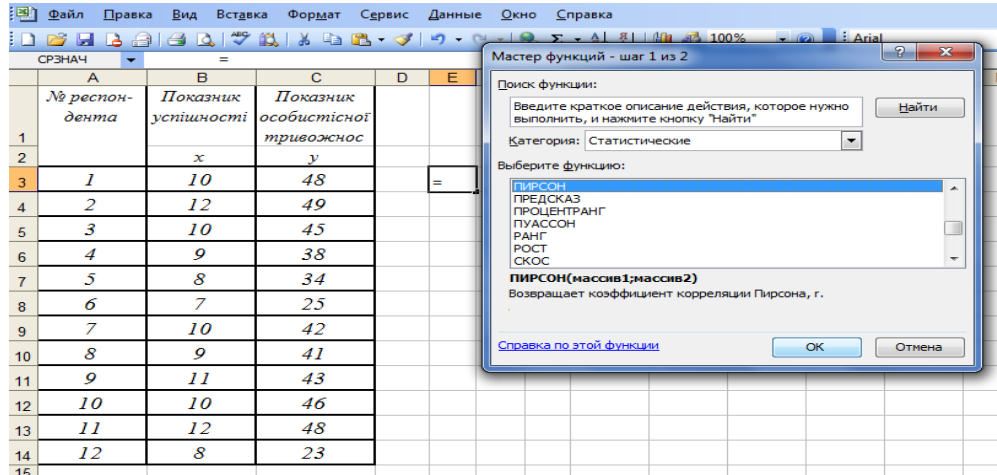 Файл Правка Вид Вставка Формат Сервис Данные Окно Справка
100% Arial
СРЗНАЧ =
A B C D E
1 № респон-дента Показник успішності Показник особистісної тривожнос
2 x y
3 1 10 48 =
4 2 12 49
5 3 10 45
6 4 9 38
7 5 8 34
8 6 7 25
9 7 10 42
10 8 9 41
11 9 11 43
12 10 10 46
13 11 12 48
14 12 8 23
15
Мастер функций - шаг 1 из 2
Поиск функции:
Введите краткое описание действия, которое нужно
выполнить, и нажмите кнопку "Найти"
Найти
Категория: Статистические
Выберите функцию:
ПИРСОН
ПРЕДСКАЗ
ПРОЦЕНТРАНГ
ПУАССОН
РАНГ
РОСТ
СКОС
ПИРСОН(массив1;массив2)
Возвращает коэффициент корреляции Пирсона, r.
Справка по этой функции
ОК Отмена